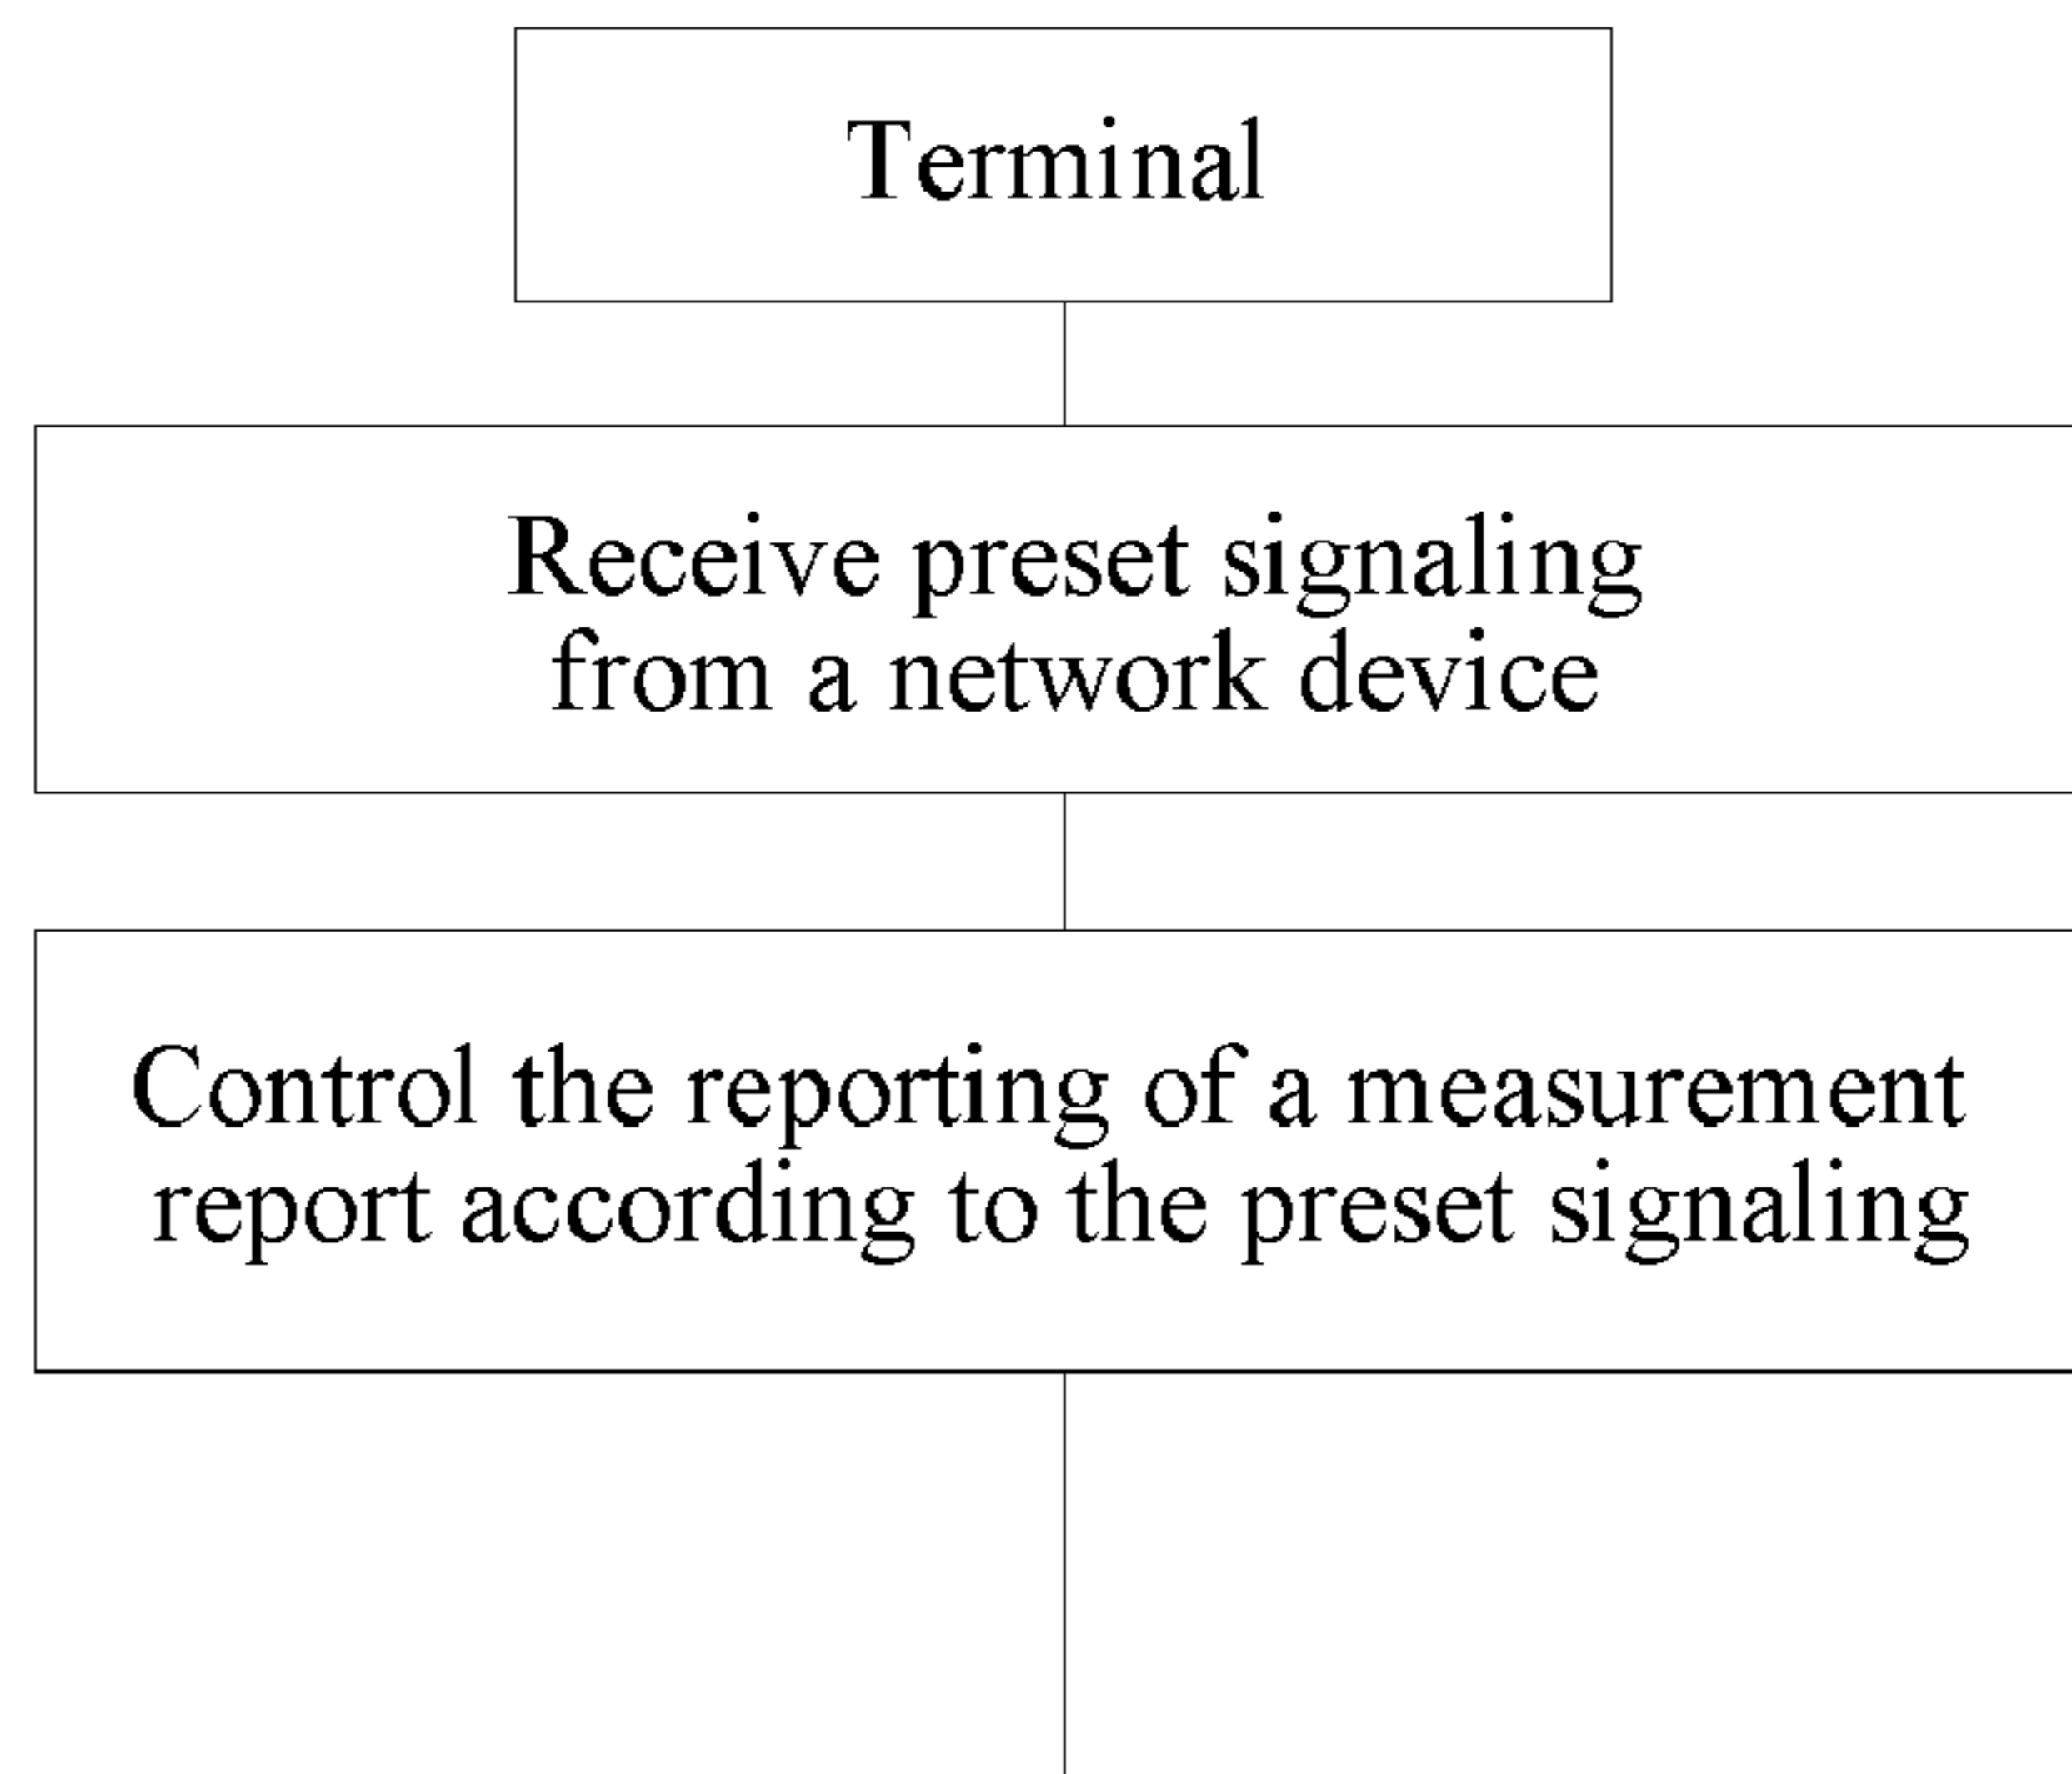 Terminal
Receive preset signaling
from a network device
Control the reporting of a measurement
report according to the preset signaling